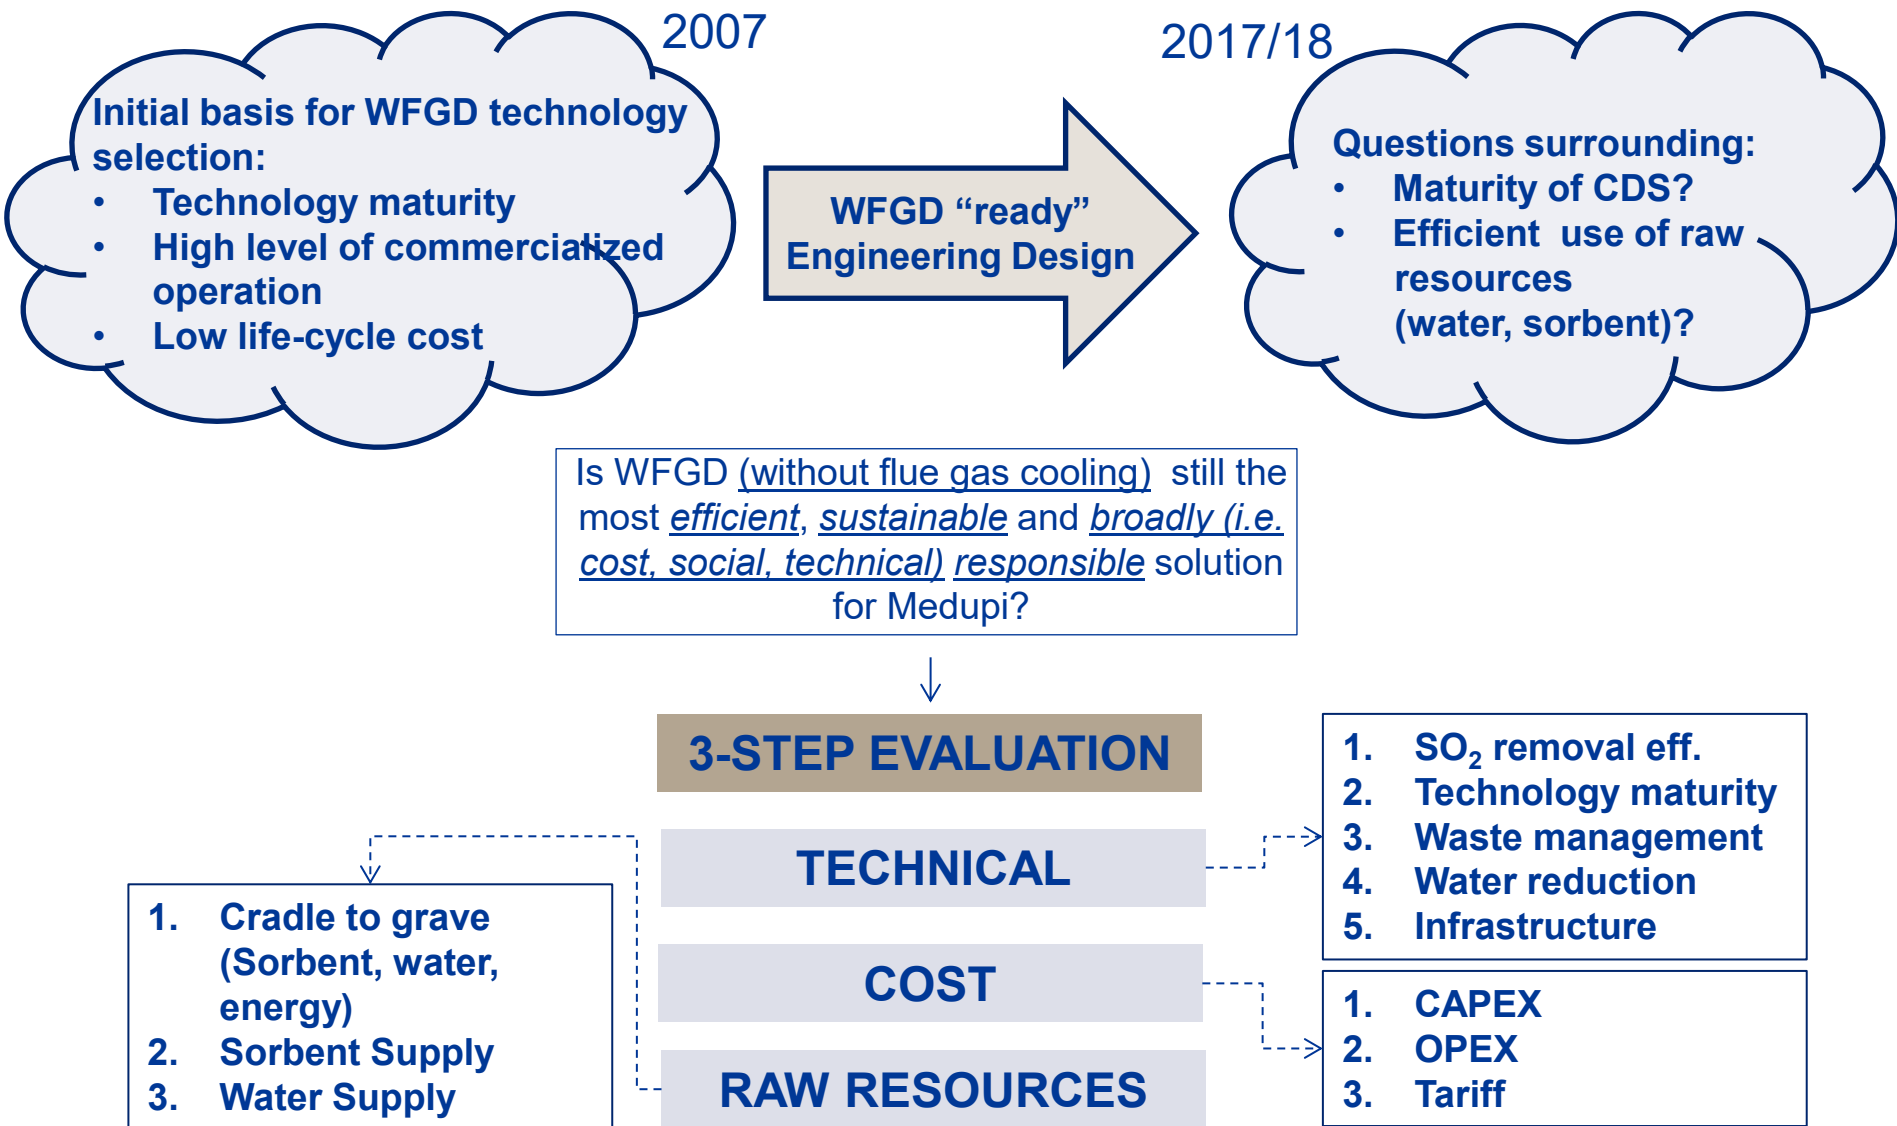 2007
2017/18
Initial basis for WFGD technology
selection:
• Technology maturity
• High level of commercialized
operation
• Low life-cycle cost
WFGD “ready”
Engineering Design
Questions surrounding:
• Maturity of CDS?
• Efficient use of raw
resources
(water, sorbent)?
Is WFGD (without flue gas cooling) still the
most efficient, sustainable and broadly (i.e.
cost, social, technical) responsible solution
for Medupi?
3-STEP EVALUATION
TECHNICAL
1. SO₂ removal eff.
2. Technology maturity
3. Waste management
4. Water reduction
5. Infrastructure
COST
1. CAPEX
2. OPEX
3. Tariff
RAW RESOURCES
1. Cradle to grave
(Sorbent, water,
energy)
2. Sorbent Supply
3. Water Supply